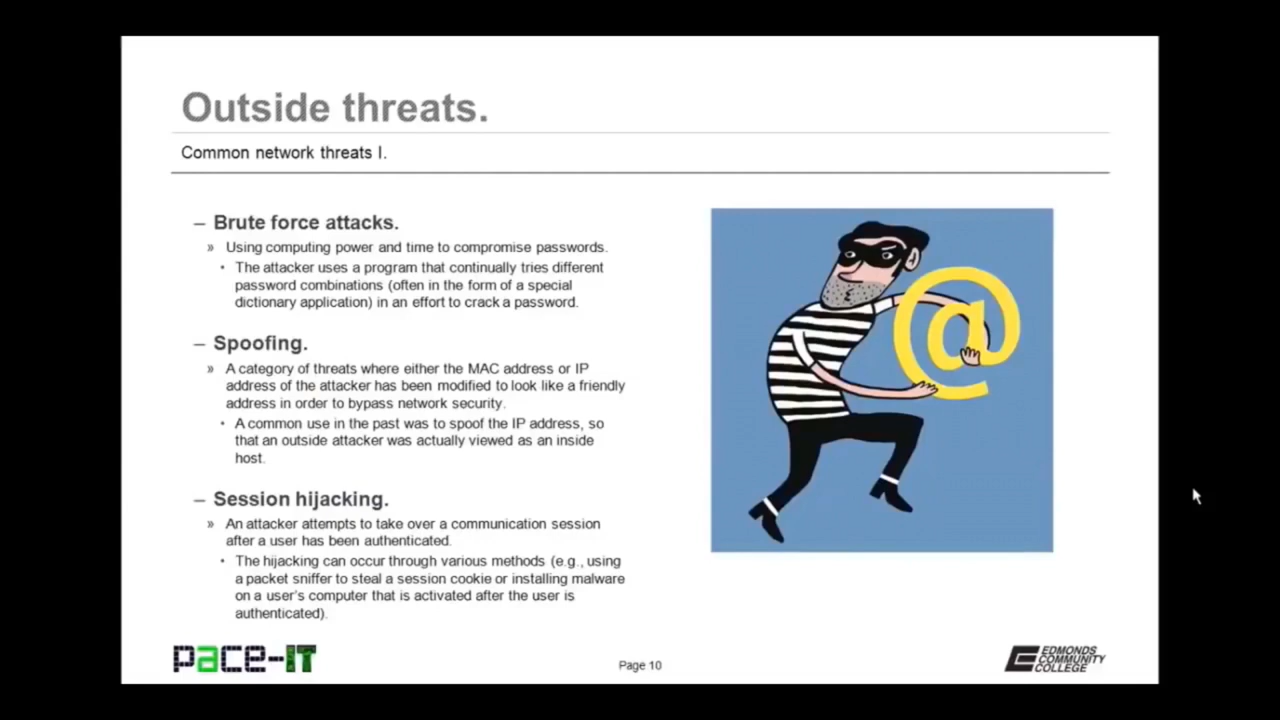 Outside threats.
Common network threats I.
– Brute force attacks.
» Using computing power and time to compromise passwords.
• The attacker uses a program that continually tries different
password combinations (often in the form of a special
dictionary application) in an effort to crack a password.
– Spoofing.
» A category of threats where either the MAC address or IP
address of the attacker has been modified to look like a friendly
address in order to bypass network security.
• A common use in the past was to spoof the IP address, so
that an outside attacker was actually viewed as an inside
host.
– Session hijacking.
» An attacker attempts to take over a communication session
after a user has been authenticated.
• The hijacking can occur through various methods (e.g., using
a packet sniffer to steal a session cookie or installing malware
on a user's computer that is activated after the user is
authenticated).
@
pace-IT
Page 10
EDMONDS
COMMUNITY
COLLEGE